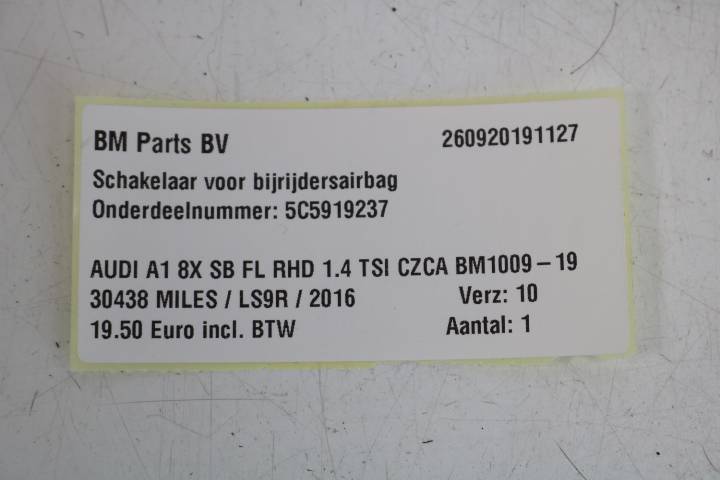 BM Parts BV 260920191127
Schakelaar voor bijrijdersairbag
Onderdeelnummer: 5C5919237
AUDI A1 8X SB FL RHD 1.4 TSI CZCA BM1009-19
30438 MILES / LS9R / 2016 Verz: 10
19.50 Euro incl. BTW Aantal: 1